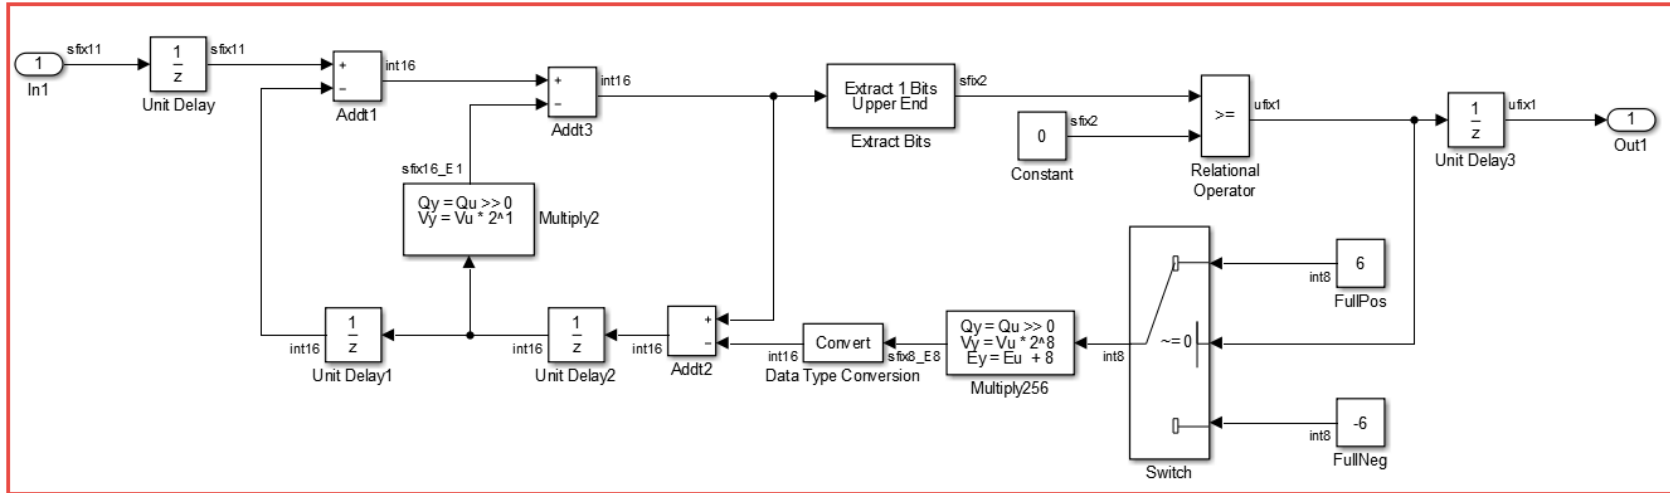 sfix11
1
In1
1
z
Unit Delay
sfix11
+
−
Addt1
int16
+
−
Addt3
int16
Extract 1 Bits
Upper End
Extract Bits
sfix2
0
Constant
sfix2
>=
Relational
Operator
ufix1
1
z
Unit Delay3
ufix1
1
Out1
sfix16_E1
Qy = Qu >> 0
Vy = Vu * 2^1
Multiply2
int16
1
z
Unit Delay1
int16
1
z
Unit Delay2
int16
+
−
Addt2
int16
Convert
Data Type Conversion
sfix8_E8
Qy = Qu >> 0
Vy = Vu * 2^8
Ey = Eu + 8
Multiply256
int8
~= 0
Switch
int8
6
FullPos
int8
-6
FullNeg